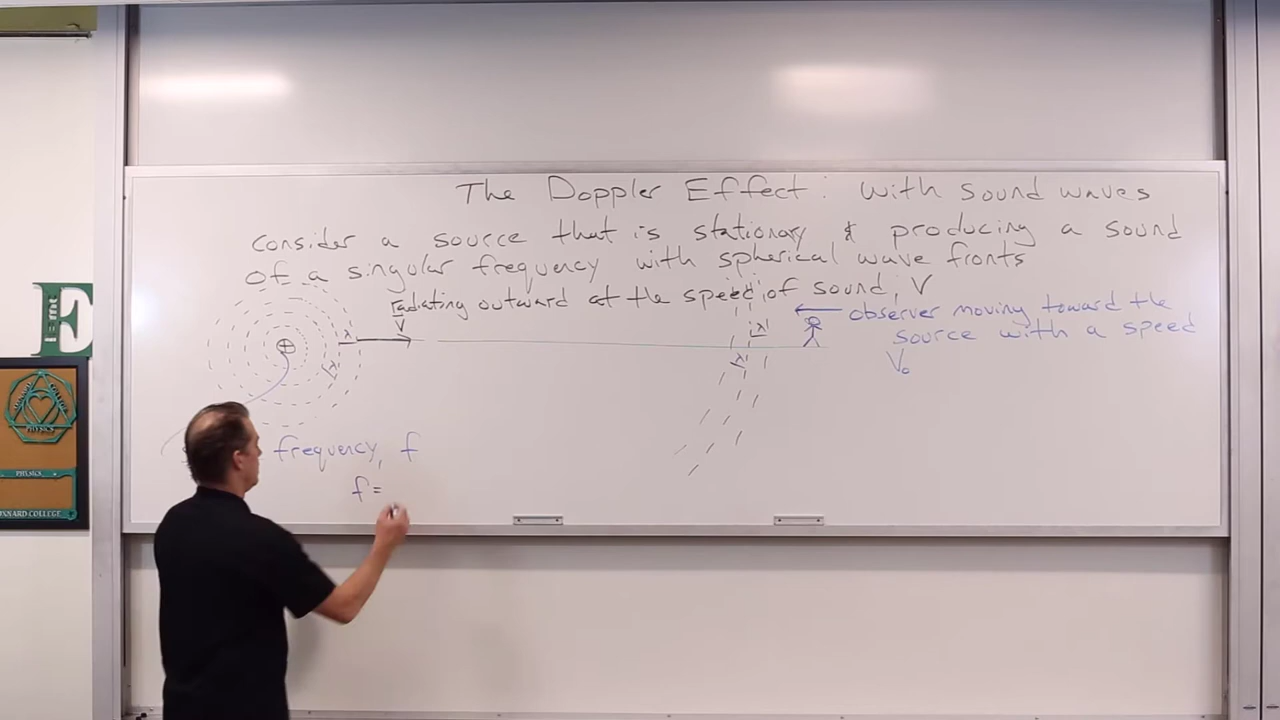 The Doppler Effect: with sound waves
Consider a source that is stationary & producing a sound
of a singular frequency with spherical wave fronts
radiating outward at the speed of sound, V
observer moving toward the
source with a speed
Vo
V
λ
λ
λ
λ
frequency, f
f=
E
PHYSICS
PHYSICS
OXNARD COLLEGE